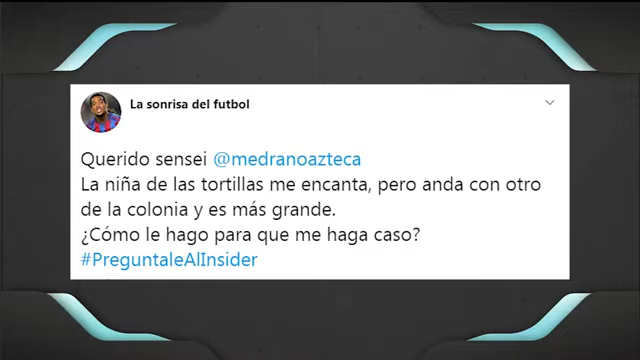 La sonrisa del futbol
Querido sensei @medranoazteca
La niña de las tortillas me encanta, pero anda con otro
de la colonia y es más grande.
¿Cómo le hago para que me haga caso?
#PreguntaleAlInsider